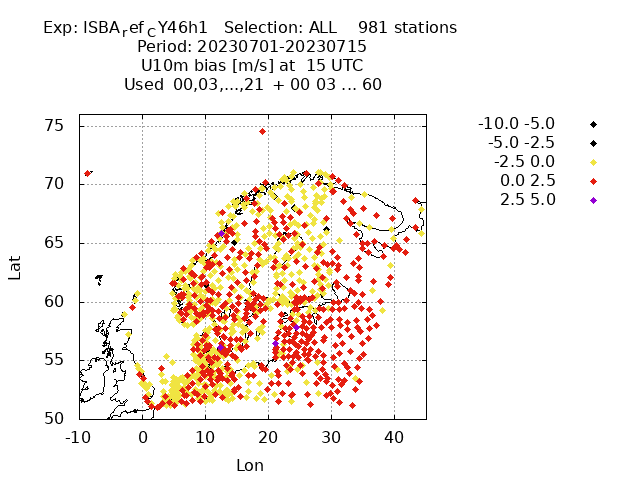 Exp: ISBArefCY46h1 Selection: ALL 981 stations
Period: 20230701-20230715
U10m bias [m/s] at 15 UTC
Used 00,03,...,21 + 00 03 ... 60
-10.0 -5.0
-5.0 -2.5
-2.5 0.0
0.0 2.5
2.5 5.0
75
70
65
60
55
50
Lat
-10 0 10 20 30 40
Lon